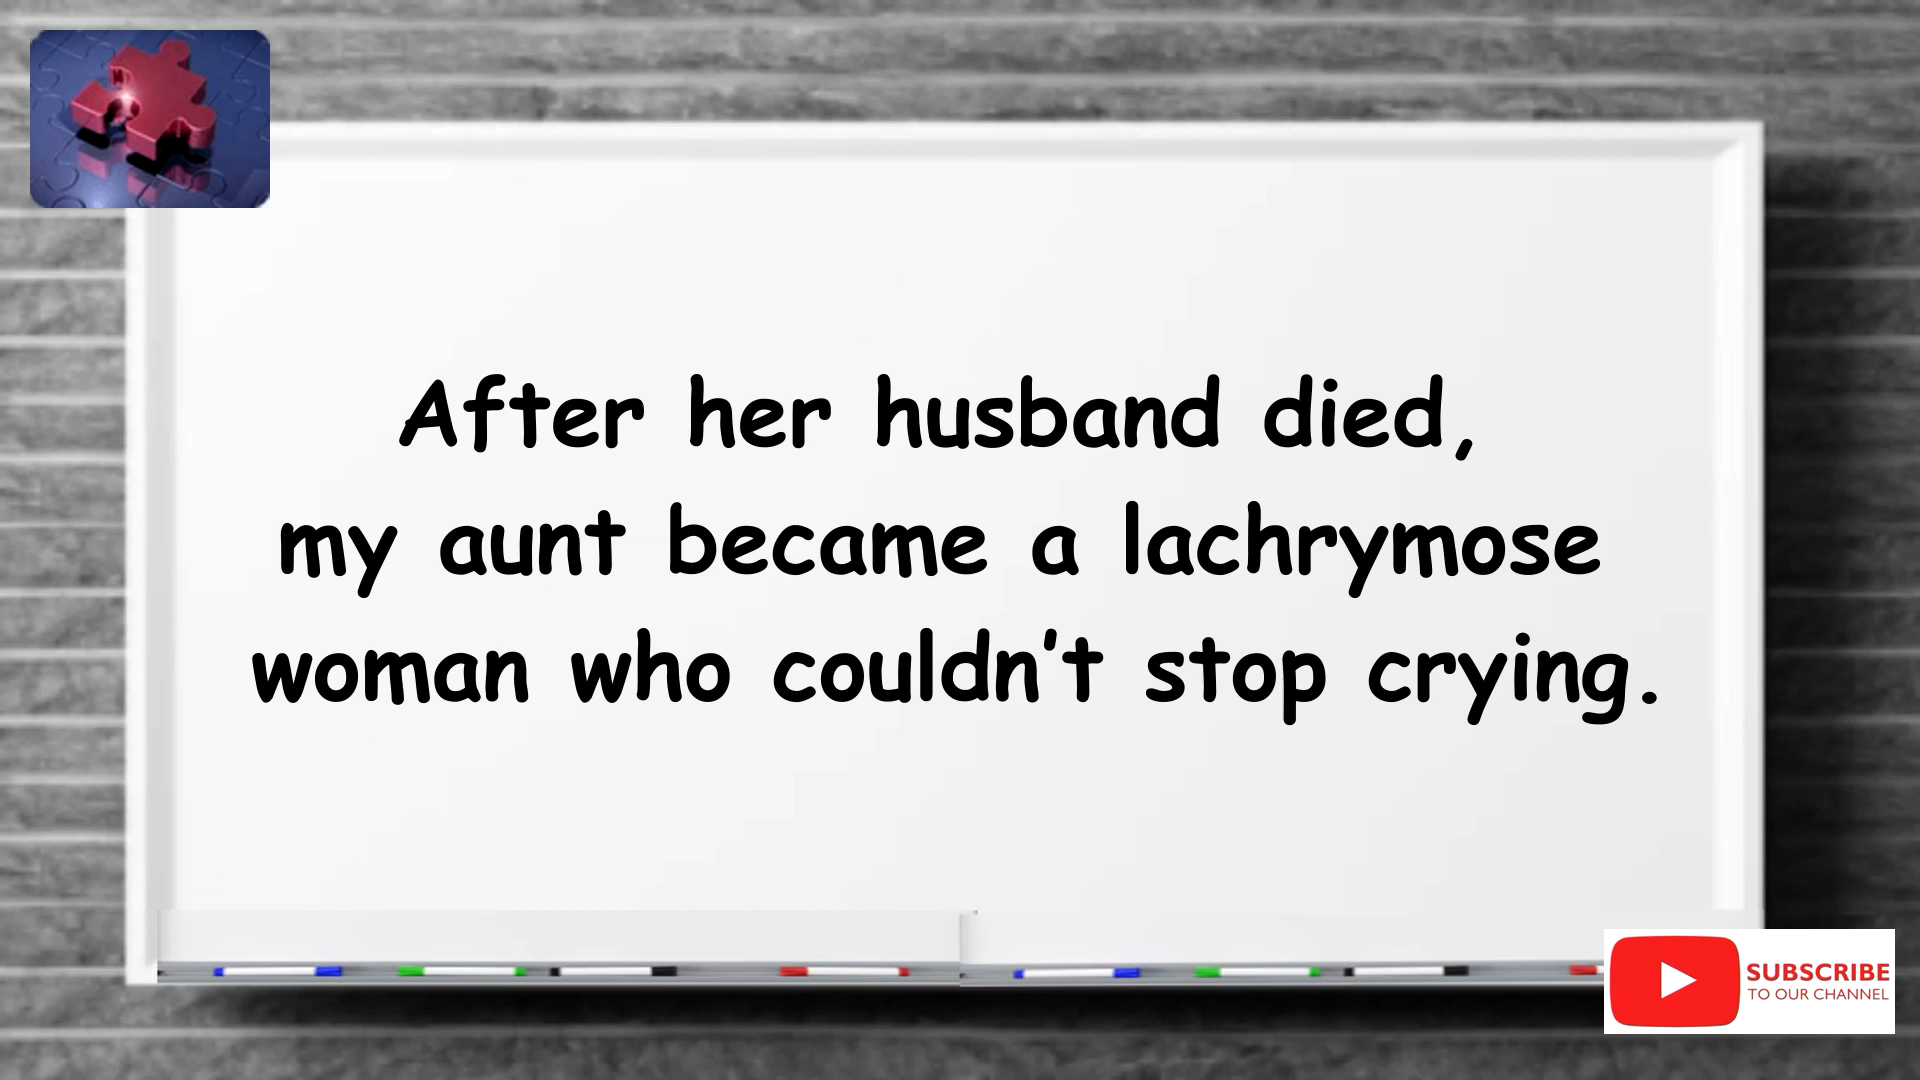 After her husband died,
my aunt became a lachrymose
woman who couldn't stop crying.
SUBSCRIBE
TO OUR CHANNEL